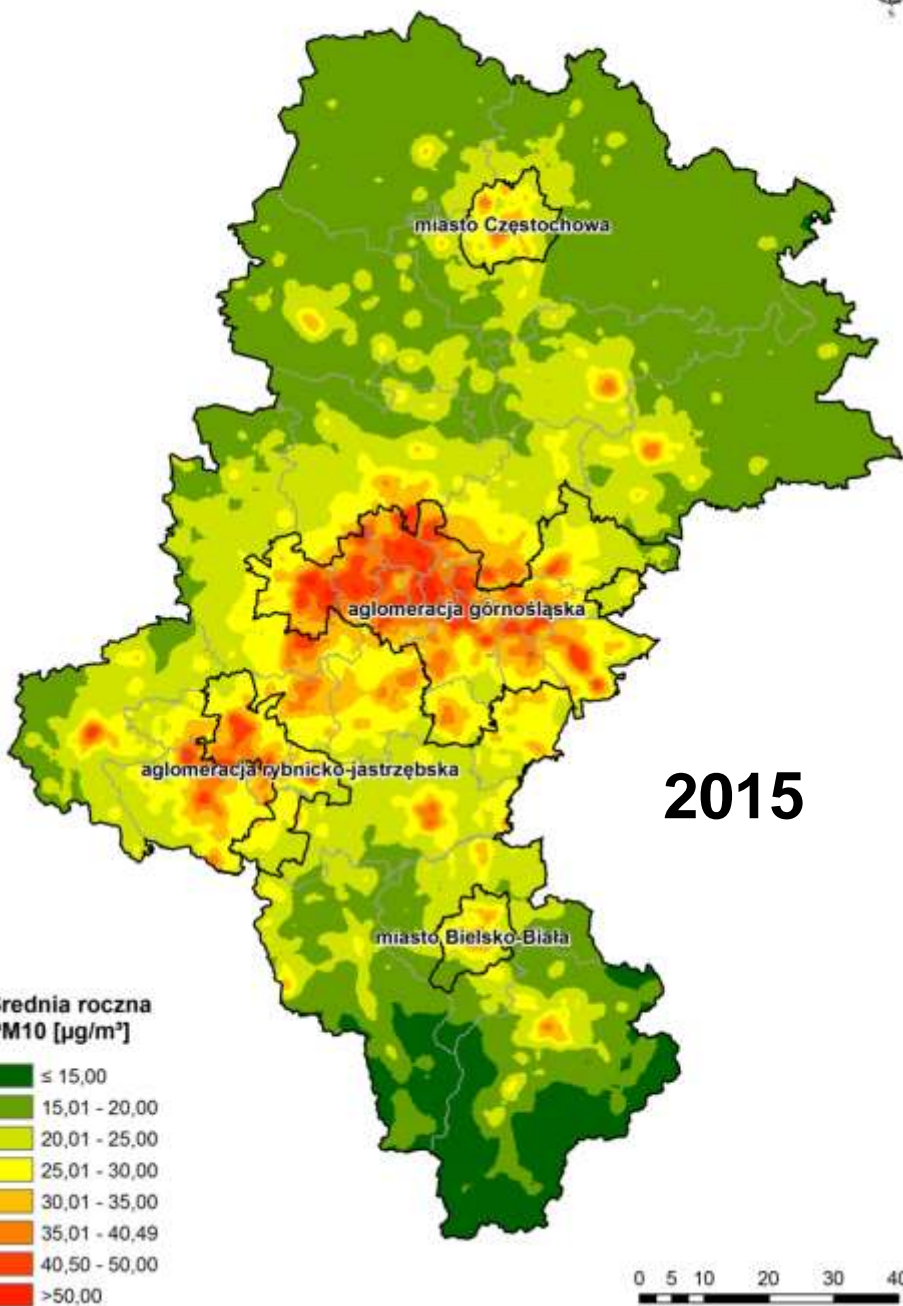 miasto Częstochowa
aglomeracja górnośląska
aglomeracja rybnicko-jastrzębska
2015
miasto Bielsko-Biała
rednia roczna
M10 [µg/m³]
≤ 15,00
15,01 - 20,00
20,01 - 25,00
25,01 - 30,00
30,01 - 35,00
35,01 - 40,49
40,50 - 50,00
>50,00
0 5 10 20 30 40